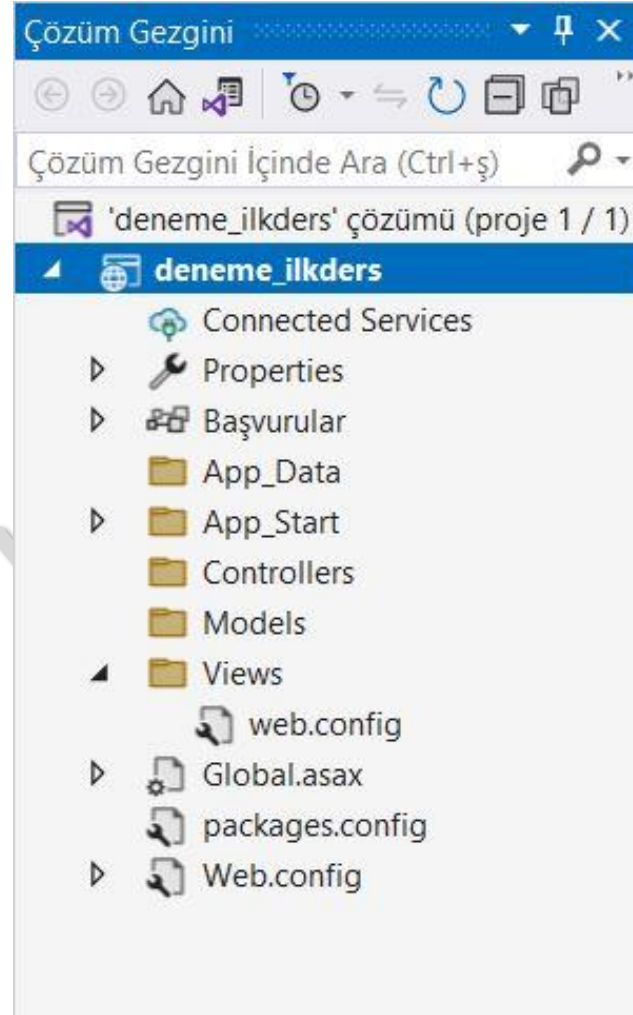 Çözüm Gezgini
Çözüm Gezgini İçinde Ara (Ctrl+ş)
'deneme_ilkders' çözümü (proje 1 / 1)
deneme_ilkders
Connected Services
Properties
Başvurular
App_Data
App_Start
Controllers
Models
Views
web.config
Global.asax
packages.config
Web.config